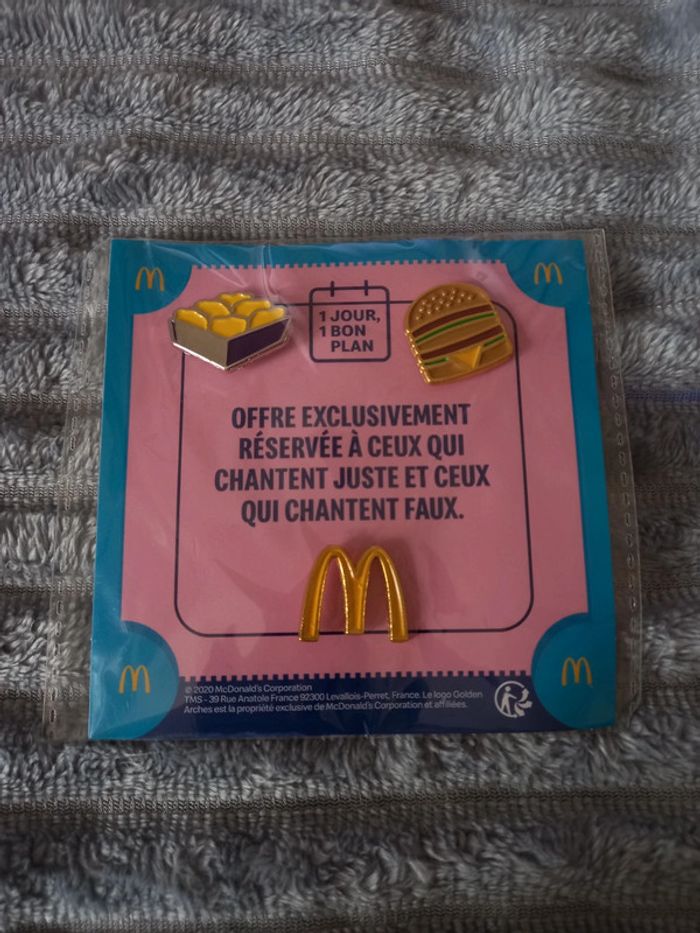 1 JOUR,
1 BON
PLAN
OFFRE EXCLUSIVEMENT
RÉSERVÉE À CEUX QUI
CHANTENT JUSTE ET CEUX
QUI CHANTENT FAUX.
© 2020 McDonald's Corporation
TMS - 39 Rue Anatole France 92300 Levallois-Perret, France. Le logo Golden
Arches est la propriété exclusive de McDonald's Corporation et affiliées.